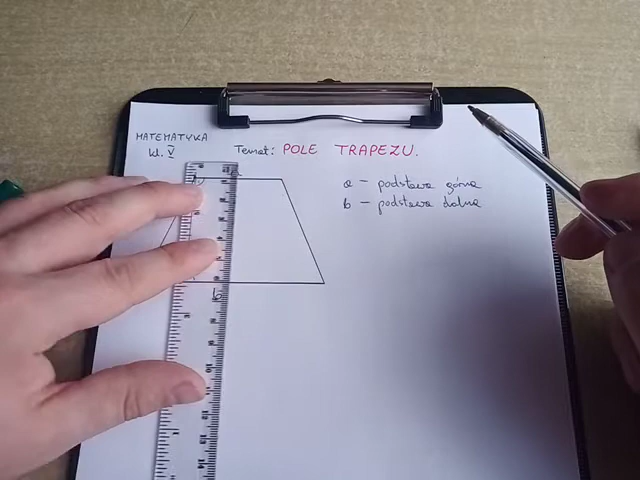 MATEMATYKA
kl. V
Temat: POLE TRAPEZU.
a – podstawa górna
b – podstawa dolna
a
b